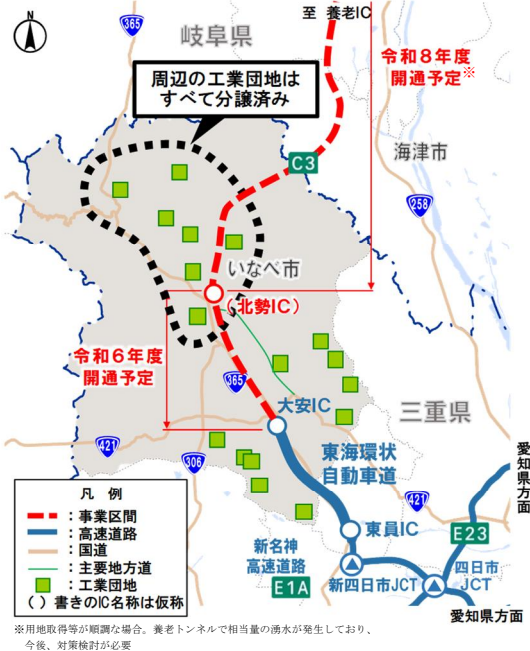 N
至 養老IC
365
岐阜県
令和8年度
開通予定※
周辺の工業団地は
すべて分譲済み
C3
海津市
258
いなべ市
(北勢IC)
令和6年度
開通予定
365
大安IC
三重県
421
306
東海環状
自動車道
421
愛知県方面
凡 例
:事業区間
:高速道路
:国道
:主要地方道
:工業団地
( )書きのIC名称は仮称
東員IC
E23
新名神
高速道路
E1A
新四日市JCT
四日市
JCT
愛知県方面
※用地取得等が順調な場合。養老トンネルで相当量の湧水が発生しており、
今後、対策検討が必要